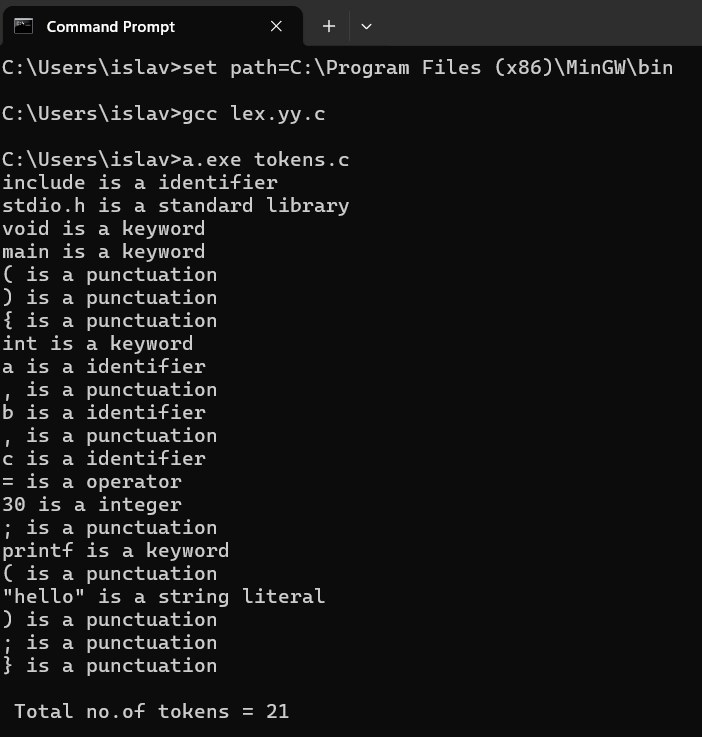 Command Prompt
C:\Users\islav>set path=C:\Program Files (x86)\MinGW\bin
C:\Users\islav>gcc lex.yy.c
C:\Users\islav>a.exe tokens.c
include is a identifier
stdio.h is a standard library
void is a keyword
main is a keyword
( is a punctuation
) is a punctuation
{ is a punctuation
int is a keyword
a is a identifier
, is a punctuation
b is a identifier
, is a punctuation
c is a identifier
= is a operator
30 is a integer
; is a punctuation
printf is a keyword
( is a punctuation
"hello" is a string literal
) is a punctuation
; is a punctuation
} is a punctuation
Total no.of tokens = 21